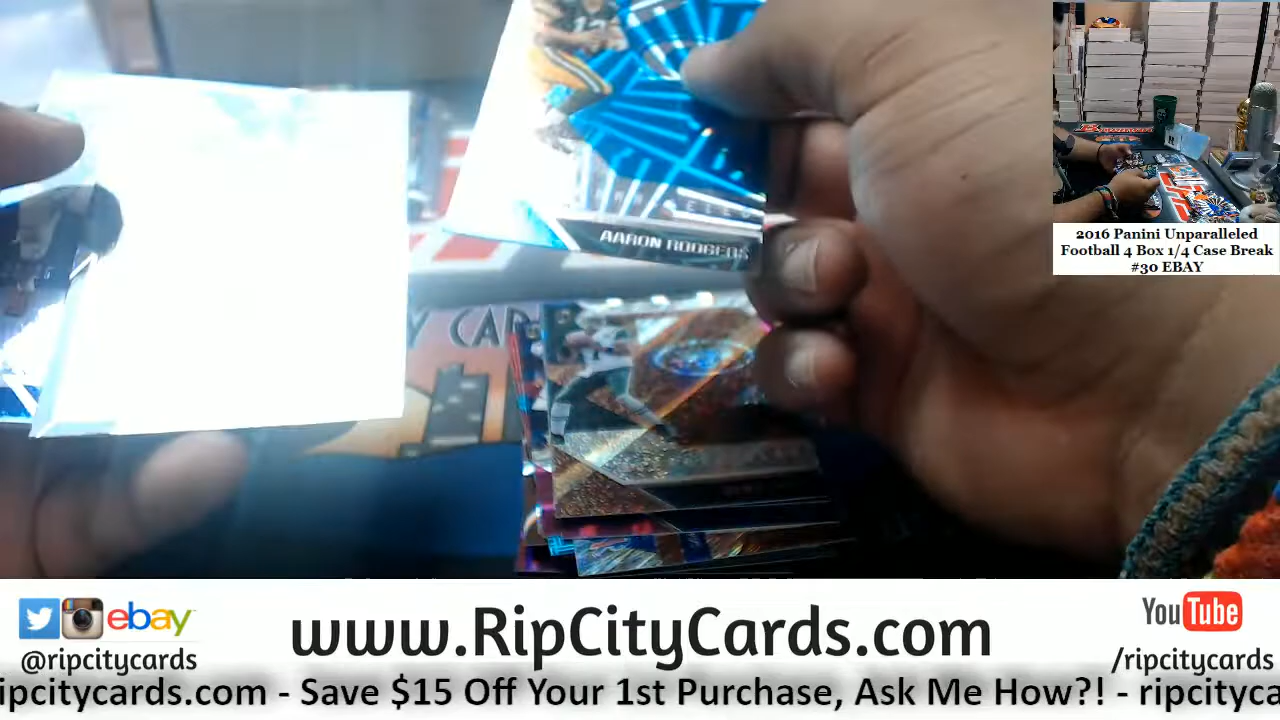 AARON RODGERS
Y CAR
2016 Panini Unparalleled
Football 4 Box 1/4 Case Break
#30 EBAY
ebay
www.RipCityCards.com
YouTube
@ripcitycards
/ripcitycards
ipcitycards.com - Save $15 Off Your 1st Purchase, Ask Me How?! - ripcityca